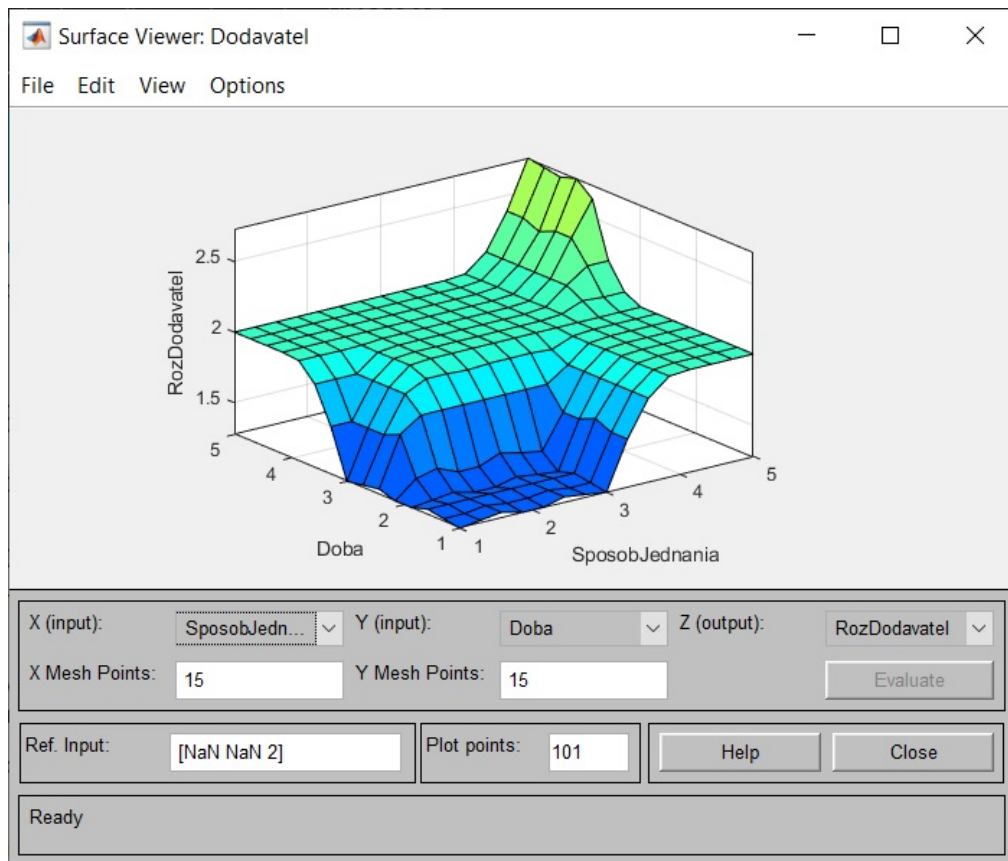 Surface Viewer: Dodavatel
File Edit View Options
2.5
2
1.5
RozDodavatel
5
4
3
2
1
Doba
1
2
3
4
5
SposobJednania
X (input): SposobJedn... Y (input): Doba Z (output): RozDodavatel
X Mesh Points: 15 Y Mesh Points: 15 Evaluate
Ref. Input: [NaN NaN 2] Plot points: 101 Help Close
Ready